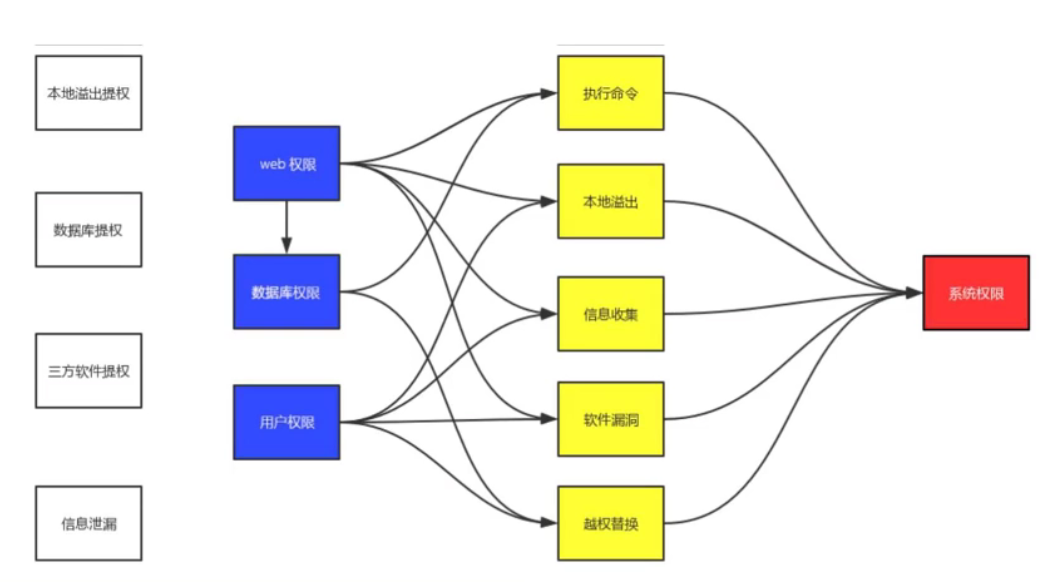 本地溢出提权
数据库提权
三方软件提权
信息泄漏
web 权限
数据库权限
用户权限
执行命令
本地溢出
信息收集
软件漏洞
越权替换
系统权限